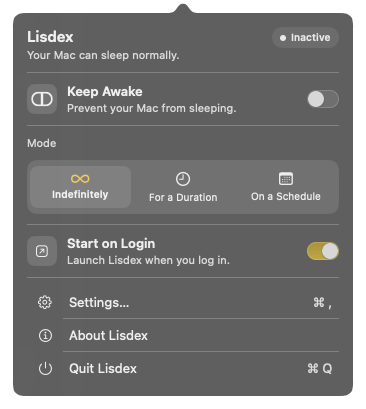 Lisdex
Inactive
Your Mac can sleep normally.
Keep Awake
Prevent your Mac from sleeping.
Mode
Indefinitely
For a Duration
On a Schedule
Start on Login
Launch Lisdex when you log in.
Settings... ⌘ ,
About Lisdex
Quit Lisdex ⌘ Q